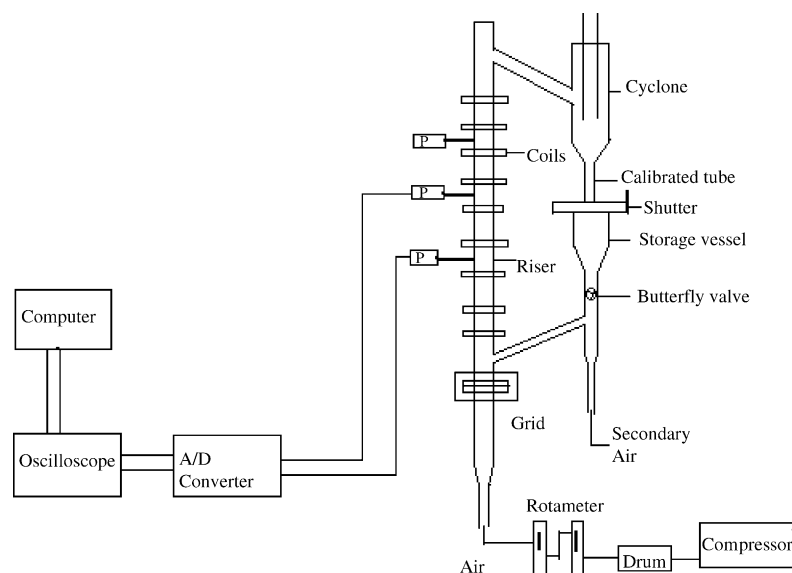 Cyclone
P
Coils
Calibrated tube
P
Shutter
Storage vessel
P
Riser
Butterfly valve
Computer
Grid
Secondary
Air
Oscilloscope
A/D
Converter
Rotameter
Compressor
Drum
Air